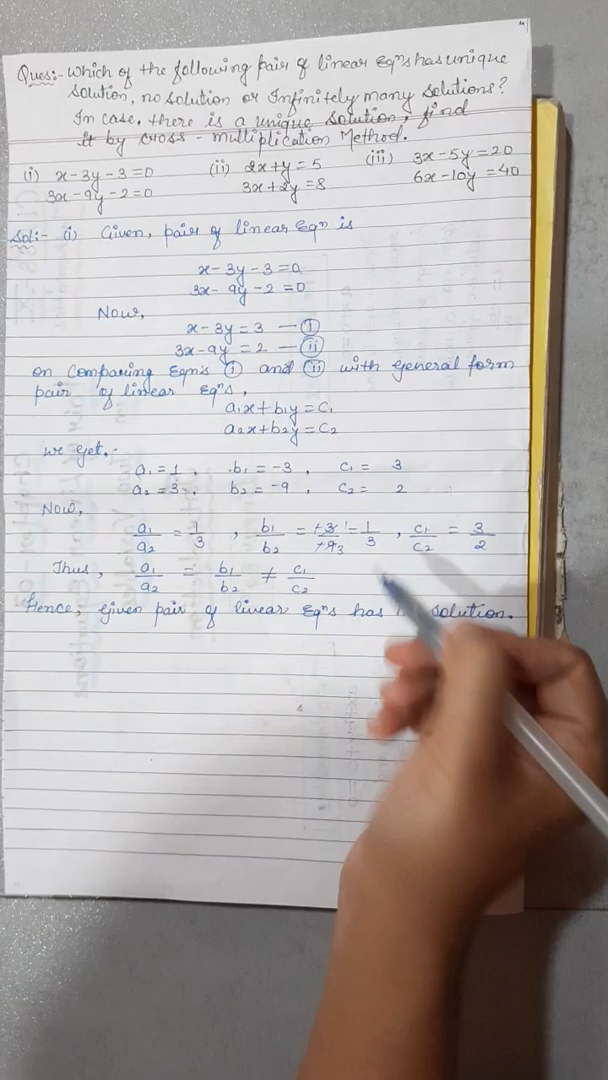 4
Ques:- Which of the following pair of linear Eqⁿs has unique
solution, no solution or Infinitely many solutions?
In case, there is a unique solution, find
it by cross-multiplication Method.
(i) x-3y-3=0 (ii) 2x+y=5 (iii) 3x-5y=20
3x-9y-2=0 3x+2y=8 6x-10y=40
Sol:- (i) Given, pair of linear Eqⁿ is
x-3y-3=0
3x-9y-2=0
Now,
x-3y=3 — (i)
3x-9y=2 — (ii)
on comparing Eqn's (i) and (ii) with general form
pair of linear Eqⁿs,
a₁x+b₁y=c₁
a₂x+b₂y=c₂
we get,
a₁=1, b₁=-3, c₁= 3
a₂=3, b₂=-9, c₂= 2
Now,
a₁/a₂ = 1/3, b₁/b₂ = -3/-9 = 1/3, c₁/c₂ = 3/2
Thus, a₁/a₂ = b₁/b₂ ≠ c₁/c₂
Hence, given pair of linear Eqⁿs has solution.